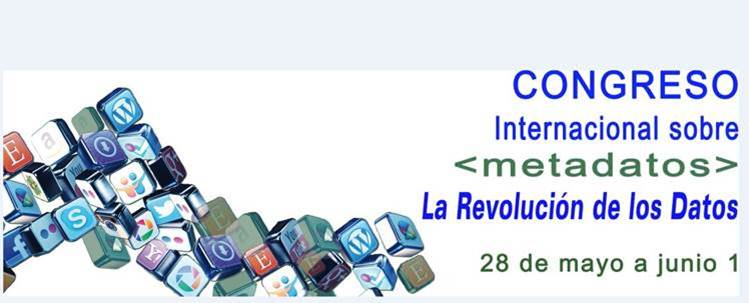 CONGRESO
Internacional sobre
<metadatos>
La Revolución de los Datos
28 de mayo a junio 1